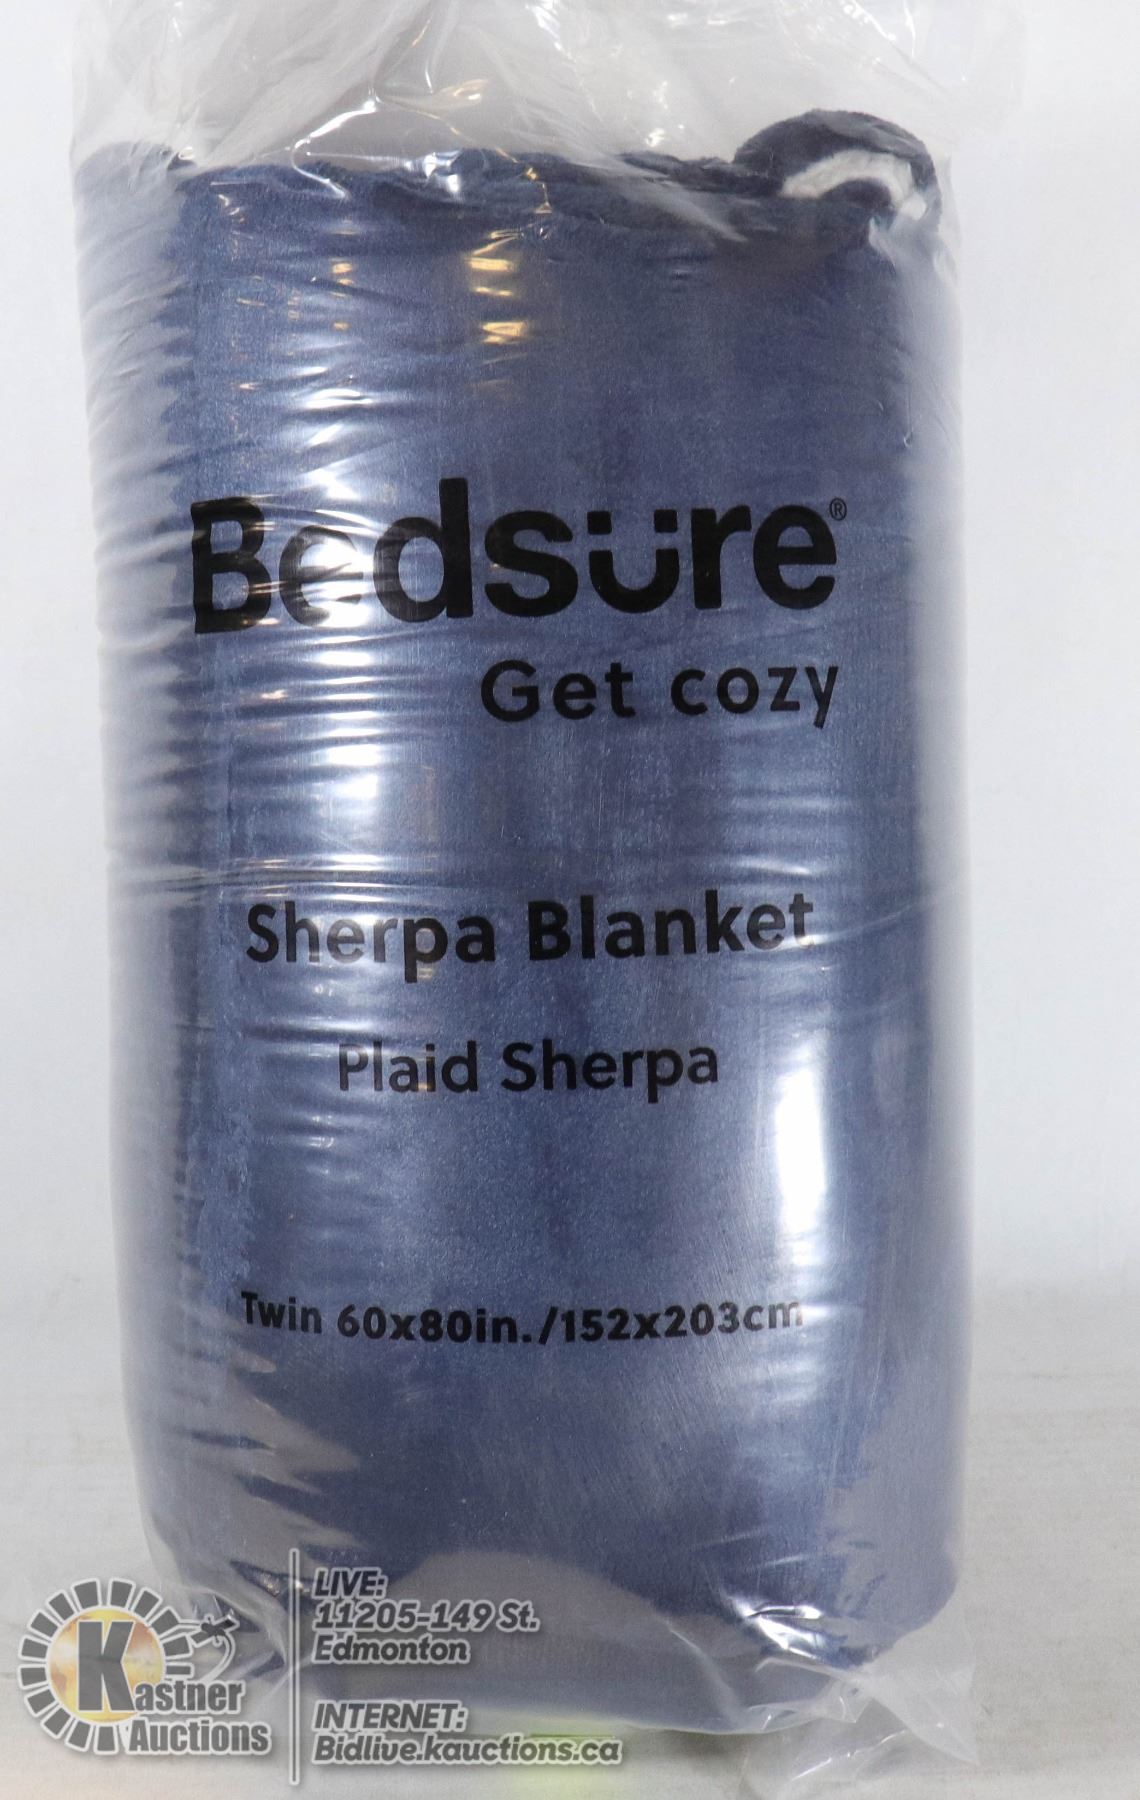 Bedsüre®
Get cozy
Sherpa Blanket
Plaid Sherpa
Twin 60x80in./152x203cm
Kastner
Auctions
LIVE:
11205-149 St.
Edmonton
INTERNET:
Bidlive.kauctions.ca